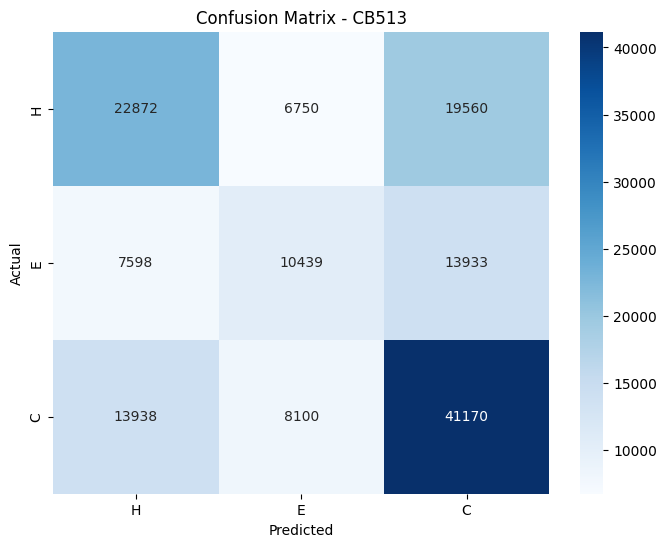 Confusion Matrix - CB513
H
22872
6750
19560
E
7598
10439
13933
C
13938
8100
41170
H
E
C
Predicted
Actual
40000
35000
30000
25000
20000
15000
10000